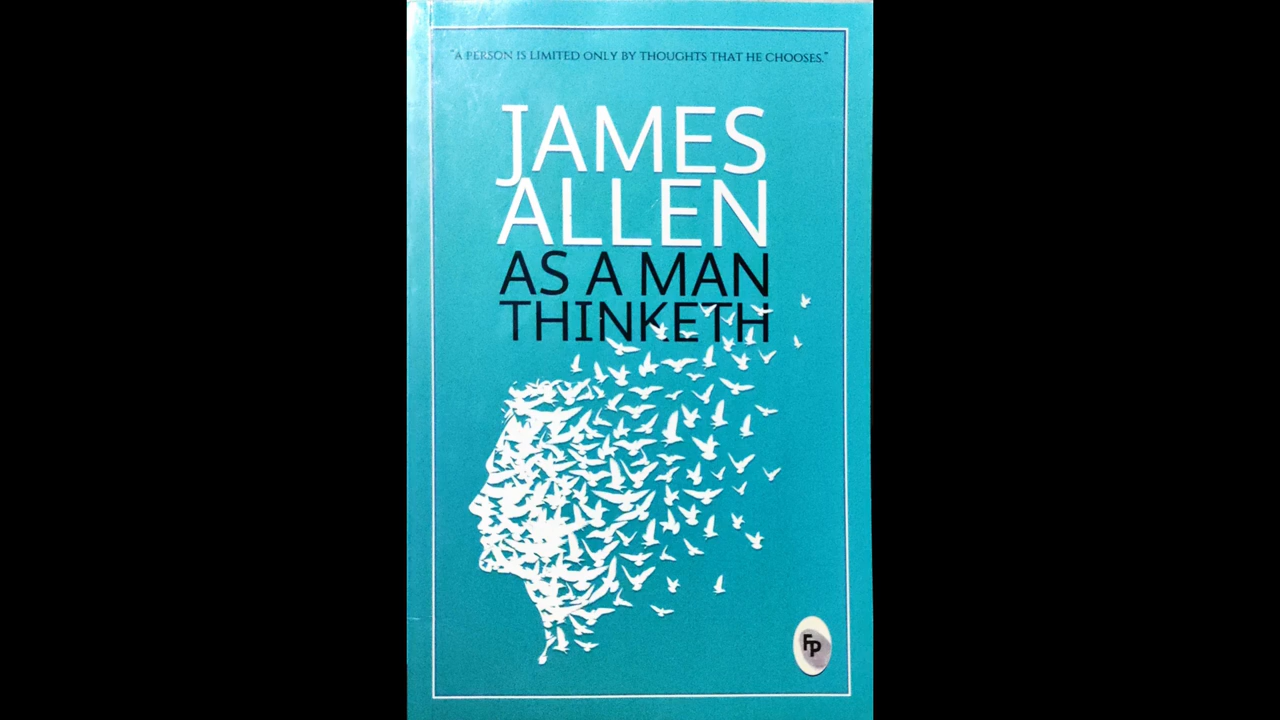 "A PERSON IS LIMITED ONLY BY THOUGHTS THAT HE CHOOSES."
JAMES
ALLEN
AS A MAN
THINKETH
FP